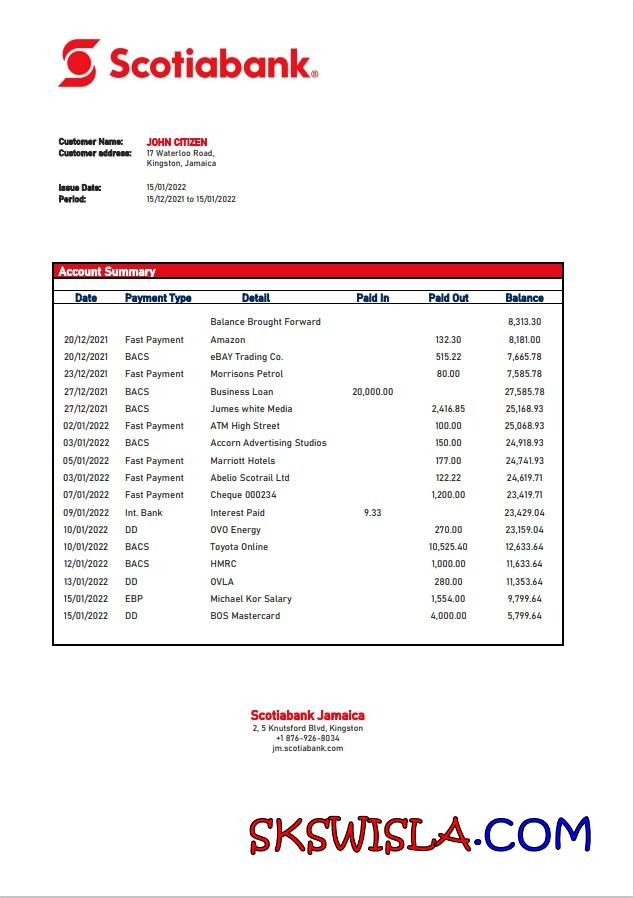 Scotiabank®
Customer Name: JOHN CITIZEN
Customer address: 17 Waterloo Road,
Kingston, Jamaica
Issue Date: 15/01/2022
Period: 15/12/2021 to 15/01/2022
Account Summary
Date Payment Type Detail Paid In Paid Out Balance
Balance Brought Forward 8,313.30
20/12/2021 Fast Payment Amazon 132.30 8,181.00
20/12/2021 BACS eBAY Trading Co. 515.22 7,665.78
23/12/2021 Fast Payment Morrisons Petrol 80.00 7,585.78
27/12/2021 BACS Business Loan 20,000.00 27,585.78
27/12/2021 BACS Jumes white Media 2,416.85 25,168.93
02/01/2022 Fast Payment ATM High Street 100.00 25,068.93
03/01/2022 BACS Accorn Advertising Studios 150.00 24,918.93
05/01/2022 Fast Payment Marriott Hotels 177.00 24,741.93
03/01/2022 Fast Payment Abelio Scotrail Ltd 122.22 24,619.71
07/01/2022 Fast Payment Cheque 000234 1,200.00 23,419.71
09/01/2022 Int. Bank Interest Paid 9.33 23,429.04
10/01/2022 DD OVO Energy 270.00 23,159.04
10/01/2022 BACS Toyota Online 10,525.40 12,633.64
12/01/2022 BACS HMRC 1,000.00 11,633.64
13/01/2022 DD OVLA 280.00 11,353.64
15/01/2022 EBP Michael Kor Salary 1,554.00 9,799.64
15/01/2022 DD BOS Mastercard 4,000.00 5,799.64
Scotiabank Jamaica
2, 5 Knutsford Blvd, Kingston
+1 876-926-8034
jm.scotiabank.com
SKSWISLA.COM